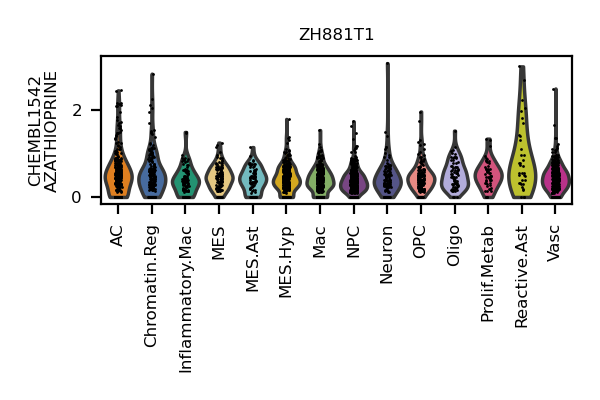 ZH881T1
CHEMBL1542
AZATHIOPRINE
2
0
AC
Chromatin.Reg
Inflammatory.Mac
MES
MES.Ast
MES.Hyp
Mac
NPC
Neuron
OPC
Oligo
Prolif.Metab
Reactive.Ast
Vasc